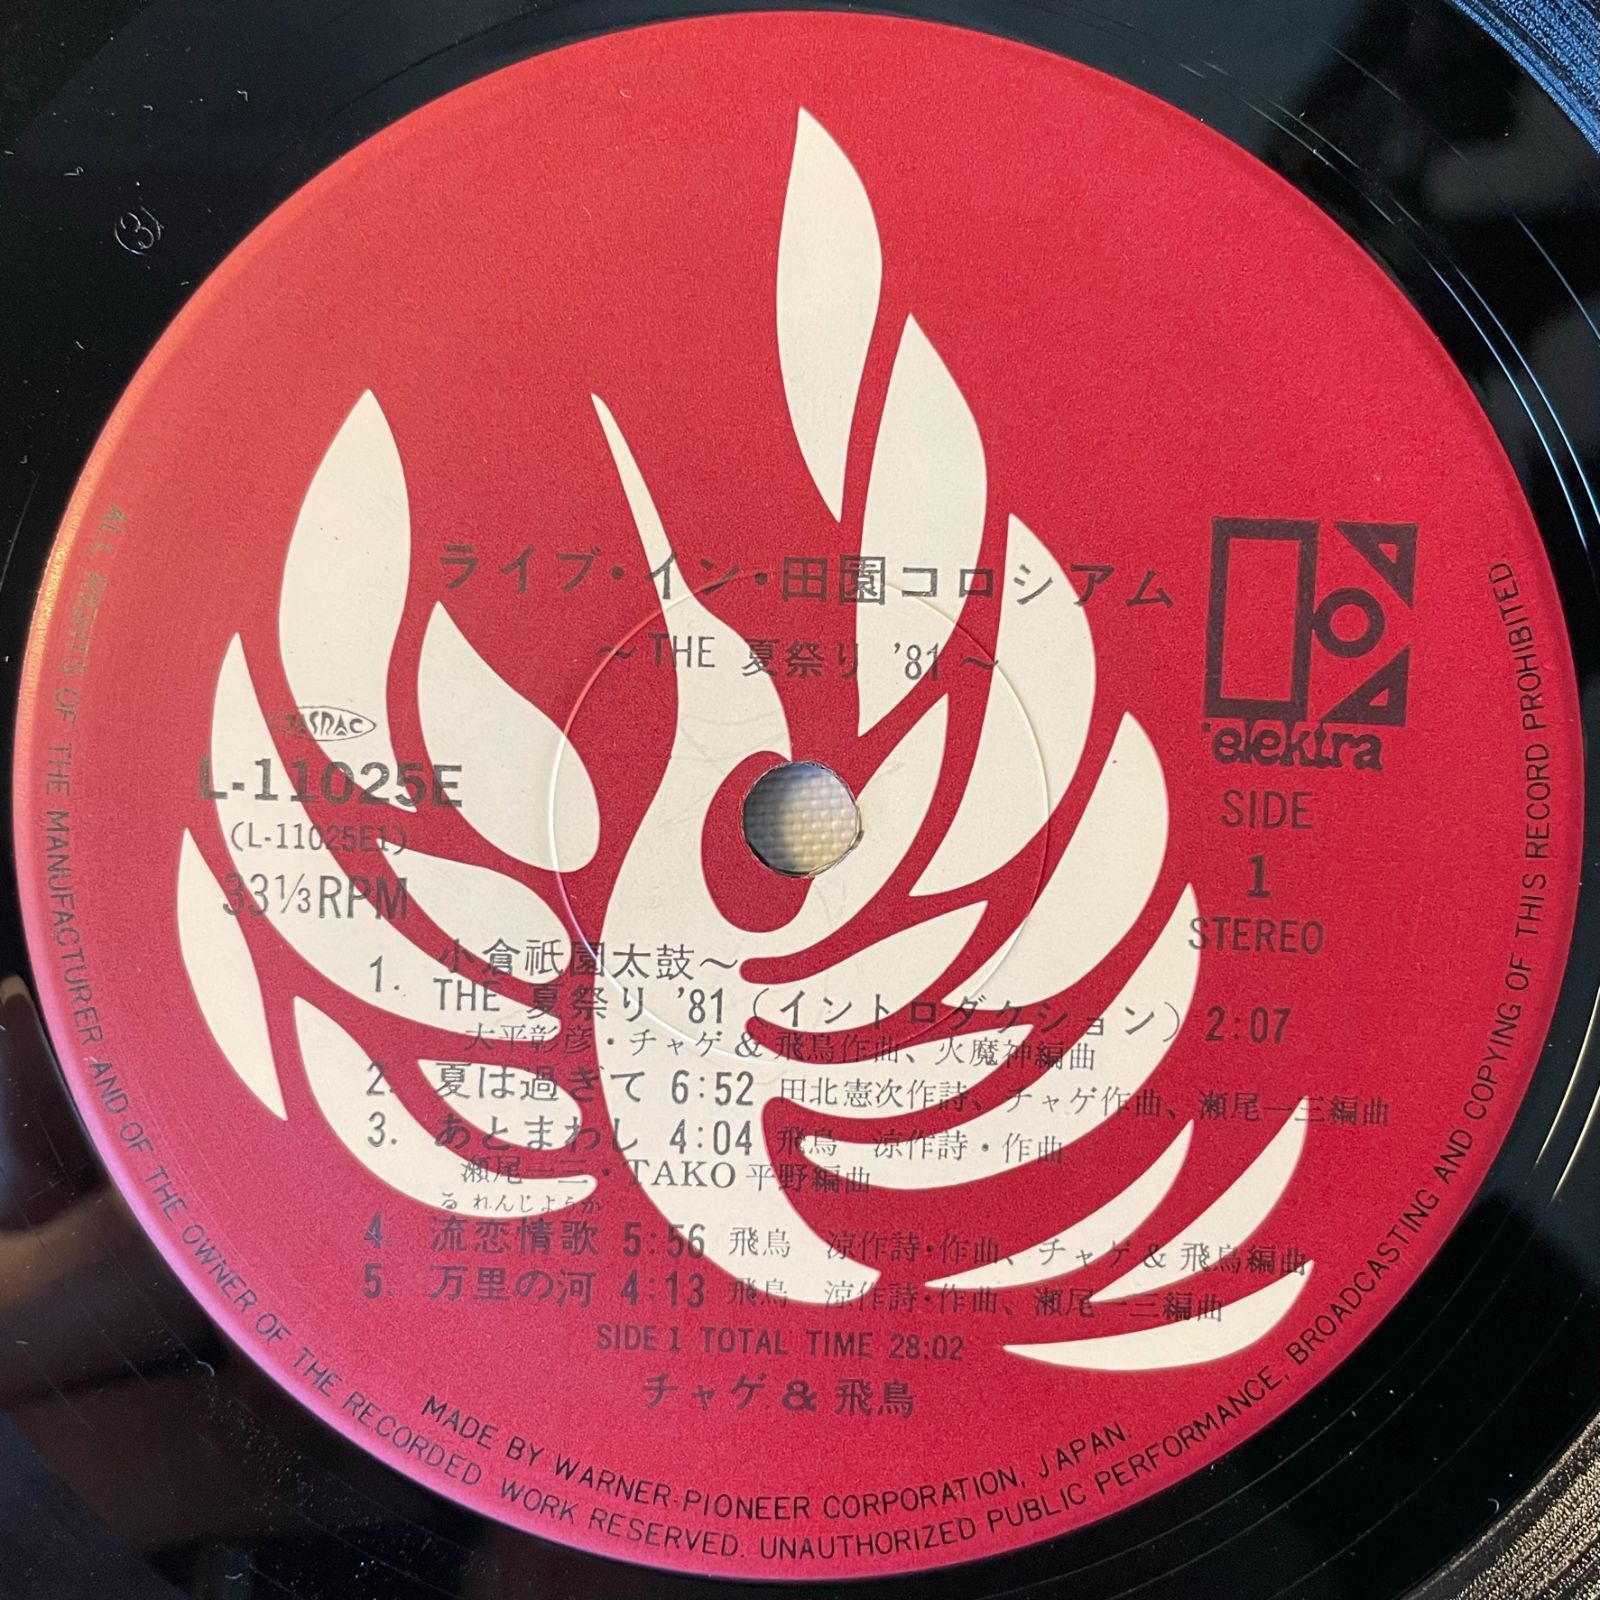 ライブ・イン・田園コロシアム
〜THE 夏祭り '81〜
elektra
JASRAC
L-11025E
(L-11025E1)
33⅓RPM
SIDE
1
STEREO
1. 小倉祇園太鼓〜
THE 夏祭り '81 (イントロダクション) 2:07
大平彰彦・チャゲ&飛鳥作曲、火魔神編曲
2. 夏は過ぎて 6:52 田北憲次作詩、チャゲ作曲、瀬尾一三編曲
3. あとまわし 4:04 飛鳥 涼作詩・作曲
瀬尾一三・TAKO平野編曲
るれんじょうか
4. 流恋情歌 5:56 飛鳥 涼作詩・作曲、チャゲ&飛鳥編曲
5. 万里の河 4:13 飛鳥 涼作詩・作曲、瀬尾一三編曲
SIDE 1 TOTAL TIME 28:02
チャゲ&飛鳥
MADE BY WARNER-PIONEER CORPORATION, JAPAN.
ALL RIGHTS OF THE MANUFACTURER AND OF THE OWNER OF THE RECORDED WORK RESERVED. UNAUTHORIZED PUBLIC PERFORMANCE, BROADCASTING AND COPYING OF THIS RECORD PROHIBITED.
3